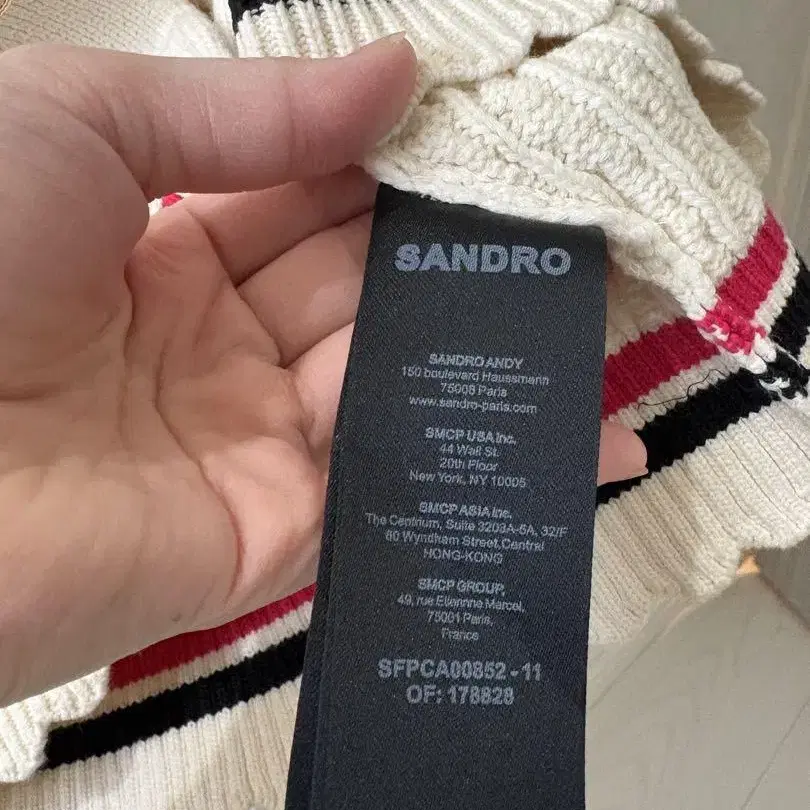 SANDRO
SANDRO ANDY
150 boulevard Haussmann
75008 Paris
www.sandro-paris.com
SMCP USA Inc.
44 Wall St.
20th Floor
New York, NY 10005
SMCP ASIA Inc.
The Centrium, Suite 3203A-5A, 32/F
60 Wyndham Street, Central
HONG-KONG
SMCP GROUP,
49, rue Etienne Marcel,
75001 Paris,
France
SFPCA00852 - 11
OF: 178828